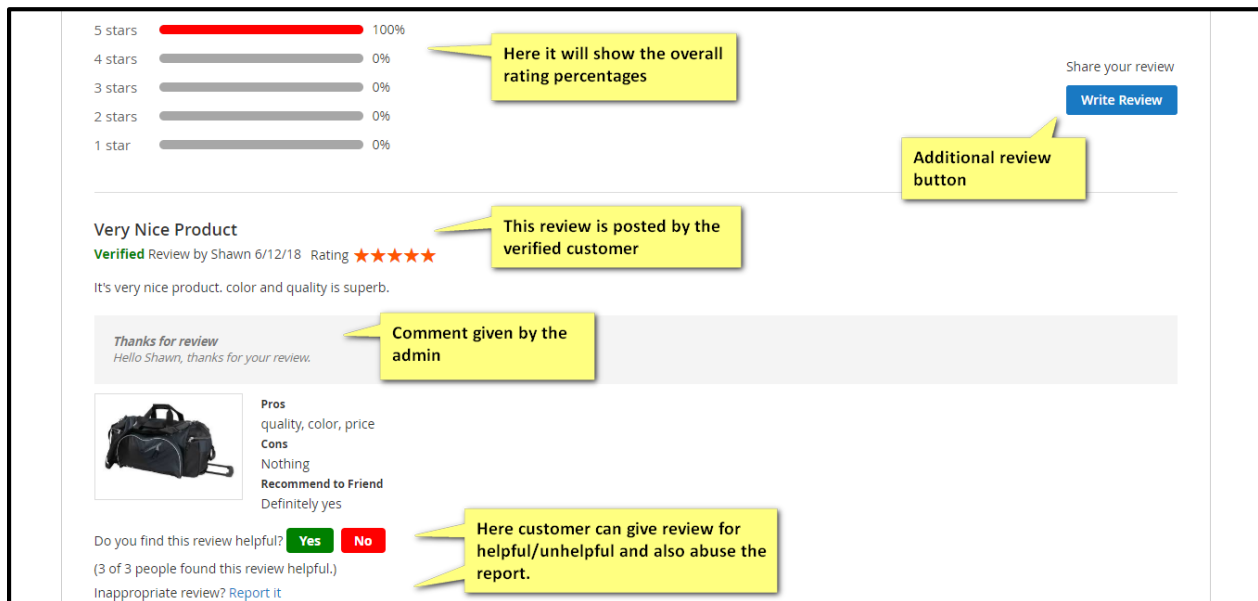 5 stars 100%
4 stars 0%
3 stars 0%
2 stars 0%
1 star 0%
Here it will show the overall
rating percentages
Share your review
Write Review
Additional review
button
Very Nice Product
Verified Review by Shawn 6/12/18 Rating
This review is posted by the
verified customer
It's very nice product. color and quality is superb.
Thanks for review
Hello Shawn, thanks for your review.
Comment given by the
admin
Pros
quality, color, price
Cons
Nothing
Recommend to Friend
Definitely yes
Do you find this review helpful? Yes No
(3 of 3 people found this review helpful.)
Inappropriate review? Report it
Here customer can give review for
helpful/unhelpful and also abuse the
report.